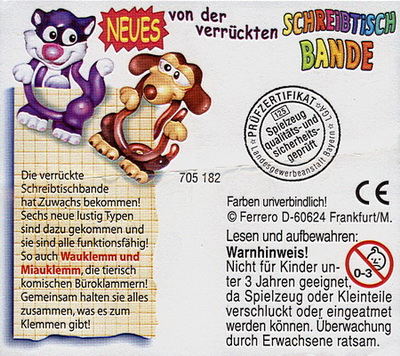 NEUES von der verrückten
SCHREIBTISCH
BANDE
PRÜFZERTIFIKAT
LGA
125
Spielzeug
qualitäts- und
sicherheits-
geprüft
Landesgewerbeanstalt Bayern
705 182
Die verrückte
Schreibtischbande
hat Zuwachs bekommen!
Sechs neue lustig Typen
sind dazu gekommen und
sie sind alle funktionsfähig!
So auch Wauklemm und
Miauklemm, die tierisch
komischen Büroklammern!
Gemeinsam halten sie alles
zusammen, was es zum
Klemmen gibt!
CE
Farben unverbindlich!
© Ferrero D-60624 Frankfurt/M.
Lesen und aufbewahren:
Warnhinweis!
Nicht für Kinder un-
ter 3 Jahren geeignet,
da Spielzeug oder Kleinteile
verschluckt oder eingeatmet
werden können. Überwachung
durch Erwachsene ratsam.
0-3